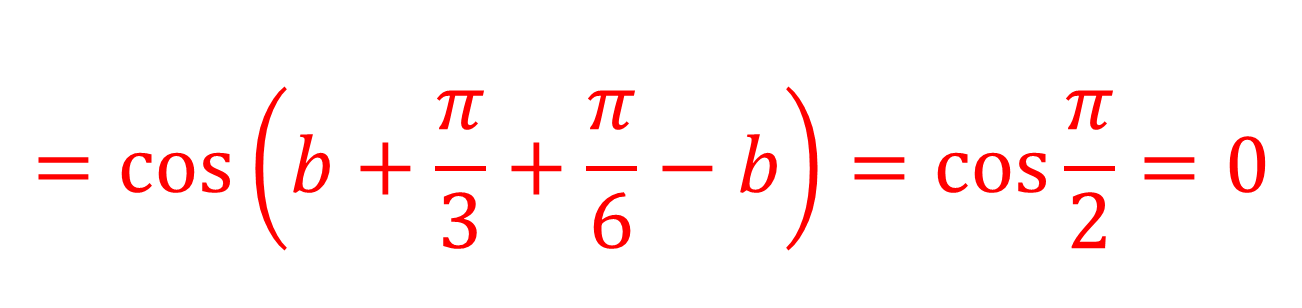 = cos(b + π/3 + π/6 − b) = cos π/2 = 0